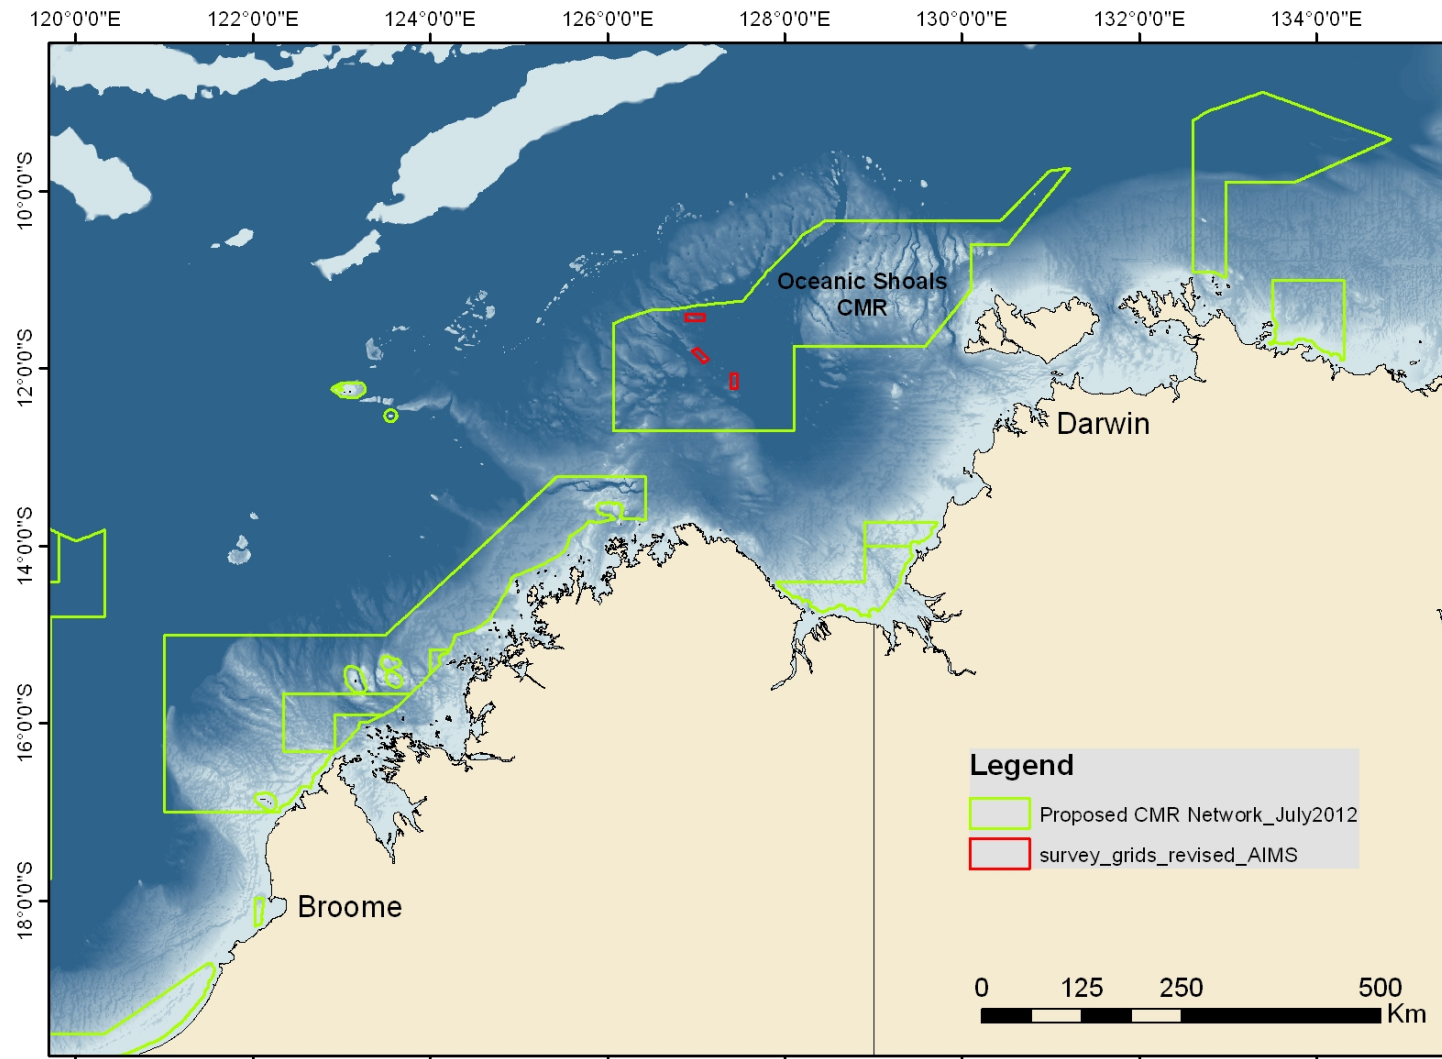 120°0'0"E 122°0'0"E 124°0'0"E 126°0'0"E 128°0'0"E 130°0'0"E 132°0'0"E 134°0'0"E
10°0'0"S
12°0'0"S
14°0'0"S
16°0'0"S
18°0'0"S
Oceanic Shoals
CMR
Darwin
Broome
Legend
Proposed CMR Network_July2012
survey_grids_revised_AIMS
0 125 250 500
Km